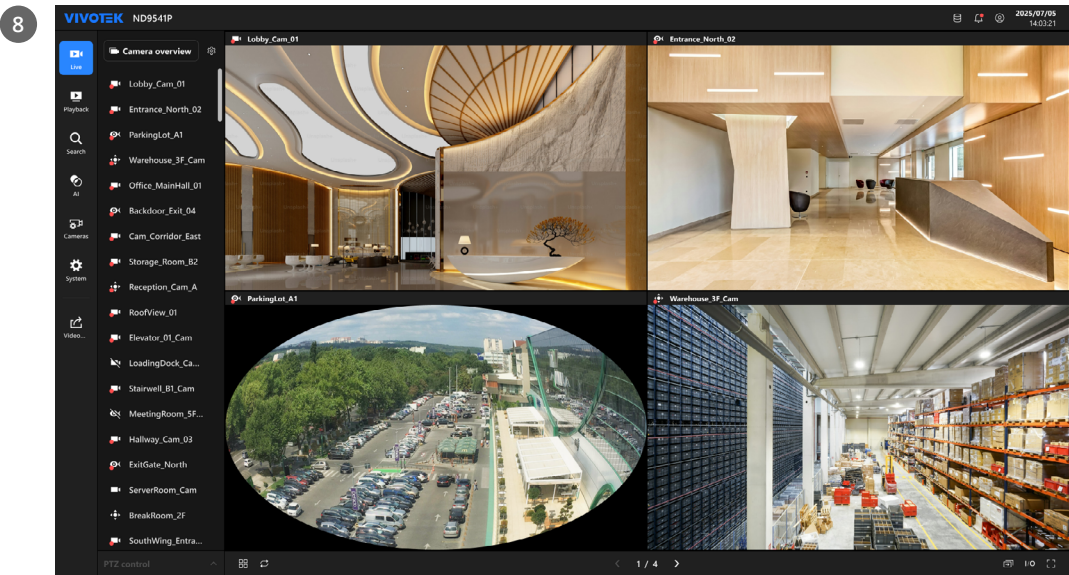 8
VIVOTEK ND9541P
2025/07/05
14:03:21
Live
Playback
Search
AI
Cameras
System
Video...
Camera overview
Lobby_Cam_01
Entrance_North_02
ParkingLot_A1
Warehouse_3F_Cam
Office_MainHall_01
Backdoor_Exit_04
Cam_Corridor_East
Storage_Room_B2
Reception_Cam_A
RoofView_01
Elevator_01_Cam
LoadingDock_Ca...
Stairwell_B1_Cam
MeetingRoom_5F...
Hallway_Cam_03
ExitGate_North
ServerRoom_Cam
BreakRoom_2F
SouthWing_Entra...
PTZ control
Lobby_Cam_01
Entrance_North_02
ParkingLot_A1
Warehouse_3F_Cam
1 / 4
I/O